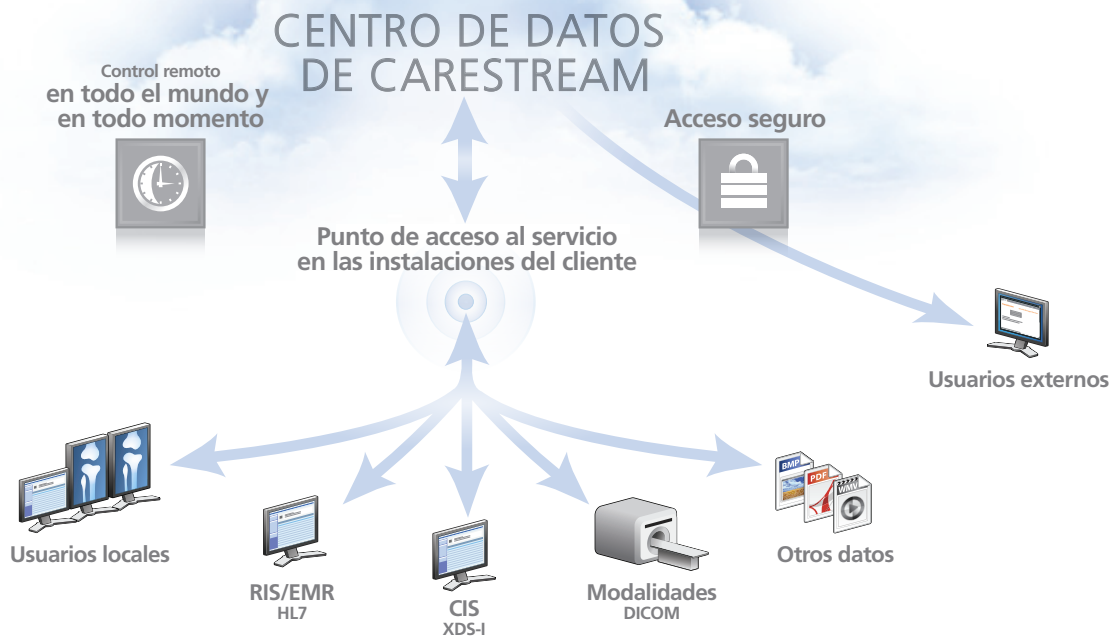 CENTRO DE DATOS
DE CARESTREAM
Control remoto
en todo el mundo y
en todo momento
Acceso seguro
Punto de acceso al servicio
en las instalaciones del cliente
Usuarios externos
BMP
PDF
WMV
Usuarios locales
RIS/EMR
HL7
CIS
XDS-I
Modalidades
DICOM
Otros datos